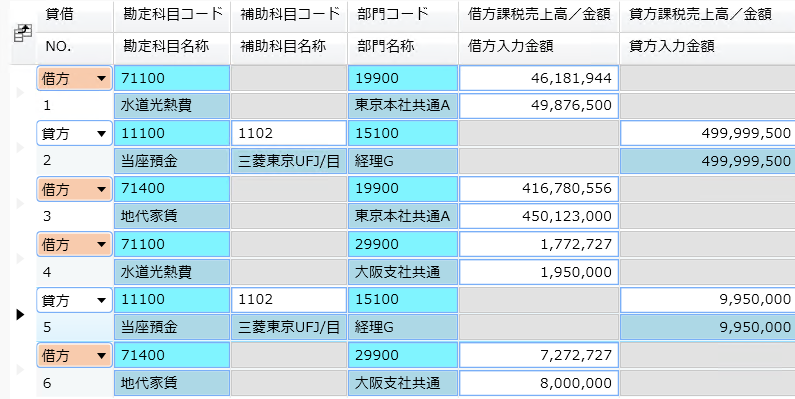 貸借 勘定科目コード 補助科目コード 部門コード 借方課税売上高／金額 貸方課税売上高／金額
NO. 勘定科目名称 補助科目名称 部門名称 借方入力金額 貸方入力金額
借方 71100 19900 46,181,944
1 水道光熱費 東京本社共通A 49,876,500
貸方 11100 1102 15100 499,999,500
2 当座預金 三菱東京UFJ/目 経理G 499,999,500
借方 71400 19900 416,780,556
3 地代家賃 東京本社共通A 450,123,000
借方 71100 29900 1,772,727
4 水道光熱費 大阪支社共通 1,950,000
貸方 11100 1102 15100 9,950,000
5 当座預金 三菱東京UFJ/目 経理G 9,950,000
借方 71400 29900 7,272,727
6 地代家賃 大阪支社共通 8,000,000